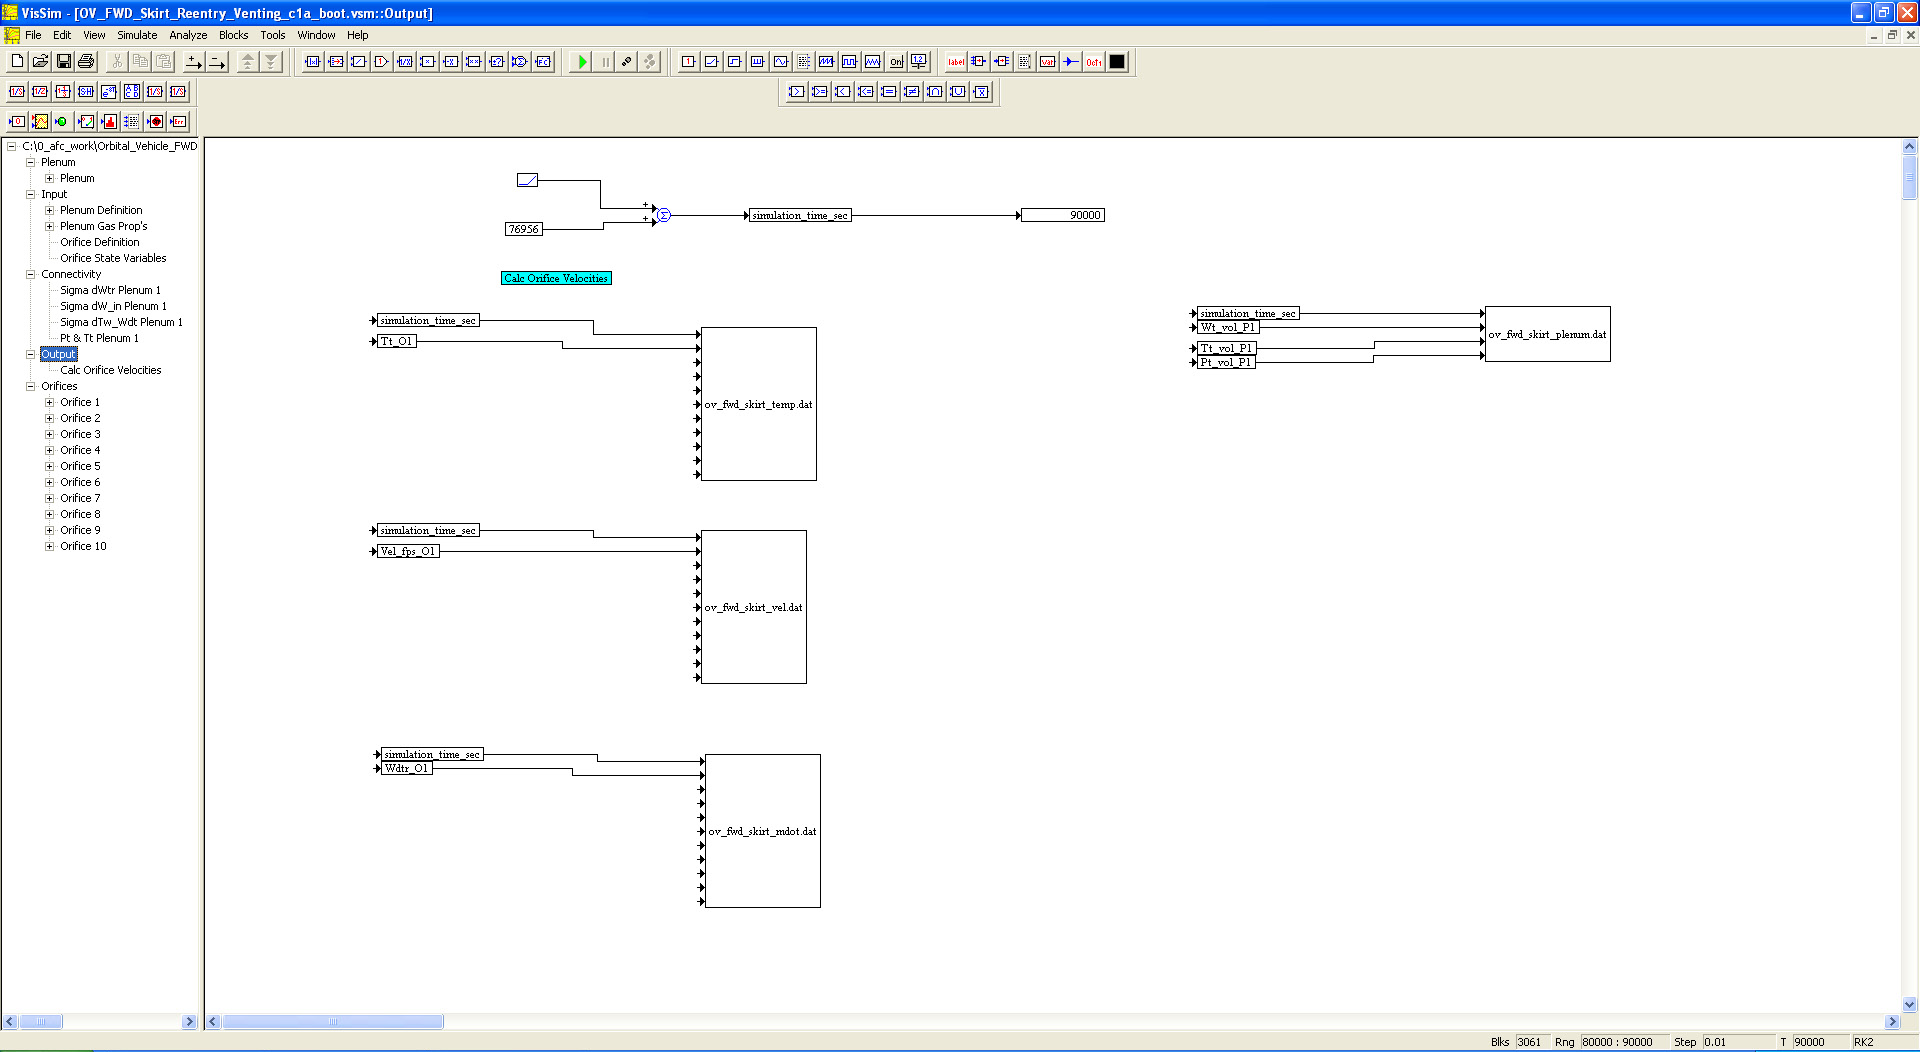 VisSim - [OV_FWD_Skirt_Reentry_Venting_c1a_boot.vsm::Output]
File Edit View Simulate Analyze Blocks Tools Window Help
C:\0_afc_work\Orbital_Vehicle_FWD
Plenum
Plenum
Input
Plenum Definition
Plenum Gas Prop's
Orifice Definition
Orifice State Variables
Connectivity
Sigma dWtr Plenum 1
Sigma dW_in Plenum 1
Sigma dTw_Wdt Plenum 1
Pt & Tt Plenum 1
Output
Calc Orifice Velocities
Orifices
Orifice 1
Orifice 2
Orifice 3
Orifice 4
Orifice 5
Orifice 6
Orifice 7
Orifice 8
Orifice 9
Orifice 10
76956
simulation_time_sec
90000
Calc Orifice Velocities
simulation_time_sec
Tt_O1
ov_fwd_skirt_temp.dat
simulation_time_sec
Wt_vol_P1
Tt_vol_P1
Pt_vol_P1
ov_fwd_skirt_plenum.dat
simulation_time_sec
Vel_fps_O1
ov_fwd_skirt_vel.dat
simulation_time_sec
Wdtr_O1
ov_fwd_skirt_mdot.dat
Blks 3061 Rng 80000 : 90000 Step 0.01 T 90000 RK2